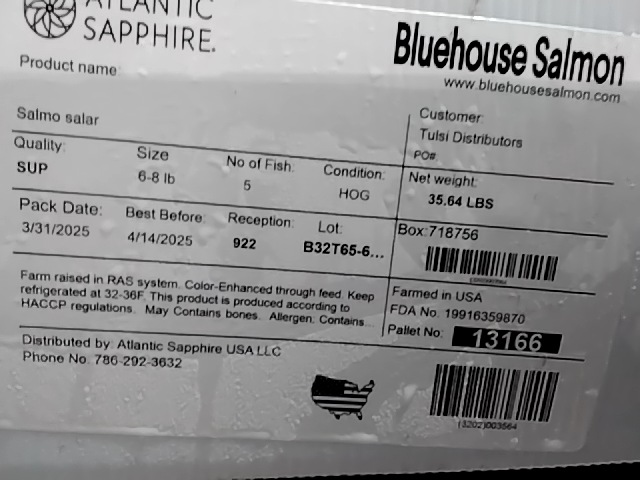 ATLANTIC
SAPPHIRE.
Bluehouse Salmon
www.bluehousesalmon.com
Product name:
Salmo salar
Customer:
Tulsi Distributors
PO#
Quality:
SUP
Size
6-8 lb
No of Fish:
5
Condition:
HOG
Net weight:
35.64 LBS
Pack Date:
3/31/2025
Best Before:
4/14/2025
Reception:
922
Lot:
B32T65-6...
Box:718756
Farm raised in RAS system. Color-Enhanced through feed. Keep
refrigerated at 32-36F. This product is produced according to
HACCP regulations. May Contains bones. Allergen: Contains...
Farmed in USA
FDA No. 19916359870
Pallet No: 13166
Distributed by: Atlantic Sapphire USA LLC
Phone No: 786-292-3632
(3202)003564